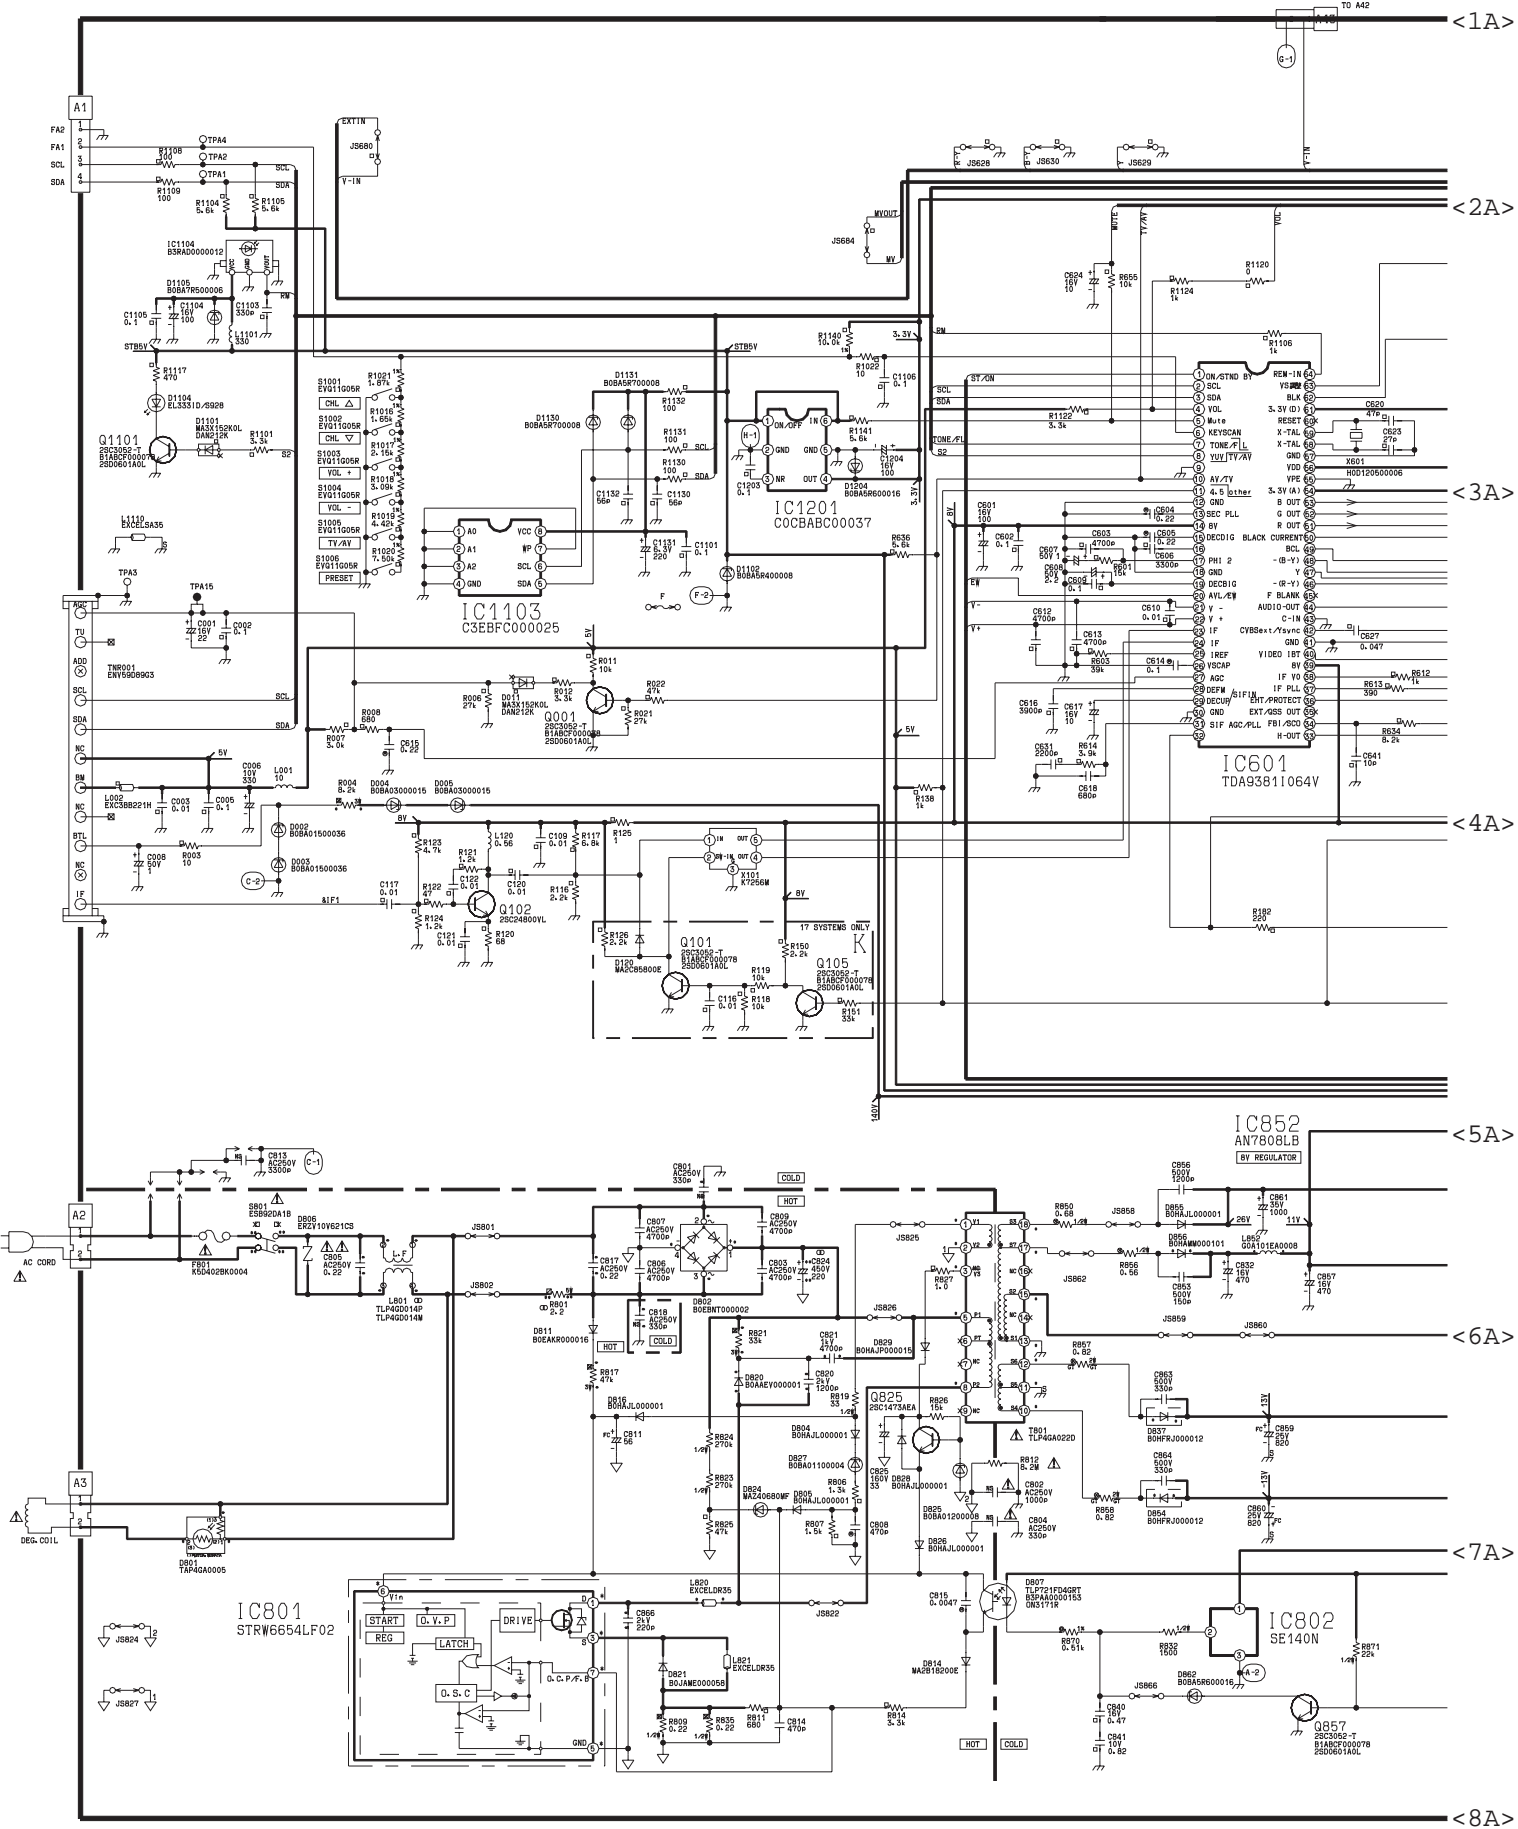 TO A42
<1A>
G-1
V-IN
A1
FA2
FA1
SCL
SDA
1
2
3
4
R1108
100
TPA4
TPA2
TPA1
R1109
100
SCL
SDA
R1104
5.6k
R1105
5.6k
EXTIN
JS680
V-IN
JS628
JS630
JS629
R-Y
B-Y
Y
<2A>
MVOUT
JS684
MV
MUTE
TV/AV
VOL
IC1104
B3RAD0000012
VCC
GND
VOUT
RM
D1105
B0BA7R500006
C1105
0.1
C1104
16V
100
C1103
330p
L1101
330
STB5V
STB5V
C624
16V
10
R655
10k
R1124
1k
R1120
0
R1106
1k
R1117
470
D1104
EL333ID/S928
D1101
MA3X152K0L
DAN212K
R1101
3.3k
S2
Q1101
2SC3052-T
B1ABCF000078
2SD0601A0L
R1021
1.87k
S1001
EVQ11G05R
CHL △
R1016
1.65k
S1002
EVQ11G05R
CHL ▽
R1017
2.15k
S1003
EVQ11G05R
VOL +
R1018
3.09k
S1004
EVQ11G05R
VOL -
R1019
4.42k
S1005
EVQ11G05R
TV/AV
R1020
7.50k
S1006
EVQ11G05R
PRESET
D1131
B0BA5R700008
D1130
B0BA5R700008
R1132
100
R1131
100
R1130
100
SCL
SDA
C1132
56p
C1130
56p
C1131
6.3V
220
C1101
0.1
D1102
B0BA5R400008
F-2
F
A0
A1
A2
GND
VCC
WP
SCL
SDA
IC1103
C3EBFC000025
R1140
10.0k
R1022
10
C1106
0.1
3.3V
H-1
ON/OFF
GND
NR
IN
GND
OUT
IC1201
C0CBABC00037
C1203
0.1
R1141
5.6k
C1204
16V
100
D1204
B0BA5R600016
3.3V
ST/ON
RM
SCL
SDA
TONE/FL
S2
R1122
3.3k
8V
C601
16V
100
C602
0.1
C604
0.22
C603
4700p
C605
0.22
C607
50V 1
C606
3300p
C608
50V
2.2
R601
15k
C609
0.1
C610
0.01
C612
4700p
C613
4700p
R603
39k
C614
0.1
C616
3900p
C617
16V
10
C631
2200p
R614
3.9k
C618
680p
R636
5.6k
EW
V-
V+
ON/STND BY
SCL
SDA
VOL
Mute
KEYSCAN
TONE/FL
YUV TV/AV
AV/TV
4.5 other
GND
SEC PLL
8V
DECDIG
PHI 2
GND
DECBIG
AVL/EW
V -
V +
IF
IF
IREF
VSCAP
AGC
DEFM
SIFIN
DECUP
GND
SIF AGC/PLL
REM-IN
BLK
3.3V(D)
RESET
X-TAL
X-TAL
GND
VDD
VPE
3.3V(A)
B OUT
G OUT
R OUT
BLACK CURRENT
BCL
-(B-Y)
Y
-(R-Y)
F BLANK
AUDIO-OUT
C-IN
CVBSext/Ysync
GND
VIDEO IBT
8V
IF VO
IF PLL
EHT/PROTECT
EXT/QSS OUT
FBI/SCO
H-OUT
IC601
TDA9381I064V
C620
47p
C623
27p
X601
H0D120500006
<3A>
C627
0.047
R612
1k
R613
390
R634
8.2k
C641
10p
L1110
EXCELSA35
S
TPA3
TPA15
AGC
TU
ADD
SCL
SDA
NC
BM
NC
BTL
NC
IF
TNR001
ENV59D89G3
C001
16V
22
C002
0.1
SCL
SDA
5V
R011
10k
R012
3.3k
D011
MA3X152K0L
DAN212K
R006
27k
R022
47k
R021
27k
Q001
2SC3052-T
B1ABCF000078
2SD0601A0L
R008
680
R007
3.0k
C615
0.22
5V
C006
10V
330
L001
10
5V
L002
EXC3BB221H
C003
0.01
C005
0.1
R004
8.2k
D004
B0BA03000015
D005
B0BA03000015
D002
B0BA01500036
D003
B0BA01500036
C-2
C008
50V
1
R003
10
&IF1
8V
R123
4.7k
L120
0.56
R121
1.2k
C122
0.01
C120
0.01
C117
0.01
R122
47
R124
1.2k
C121
0.01
R120
68
Q102
2SC24800VL
C109
0.01
R117
6.8k
R125
1
R116
2.2k
IN
OUT
SW-IN
OUT
X101
K7256M
8V
R138
1k
<4A>
R182
220
17 SYSTEMS ONLY
K
R126
2.2k
D120
MA2C85800E
Q101
2SC3052-T
B1ABCF000078
2SD0601A0L
C116
0.01
R119
10k
R118
10k
R150
2.2k
Q105
2SC3052-T
B1ABCF000078
2SD0601A0L
R151
33k
140V
IC852
AN7808LB
8V REGULATOR
<5A>
C813
AC250V
3300p
C-1
A2
AC CORD
F801
K5D402BK0004
S801
ESB92DA1B
D806
ERZV10V621CS
C805
AC250V
0.22
L.F
L801
TLP4GD014P
TLP4GD014M
JS801
JS802
R801
2.2
C817
AC250V
0.22
C801
AC250V
330p
C807
AC250V
4700p
C806
AC250V
4700p
C809
AC250V
4700p
C803
AC250V
4700p
C824
450V
220
D802
B0EBNT000002
COLD
HOT
C818
AC250V
330p
COLD
HOT
D811
B0EAKR000016
R817
47k
D816
B0HAJL000001
C811
56
R821
33k
D820
B0AAEV000001
C821
1kV
4700p
C820
2kV
1200p
R824
270k
R823
270k
R825
47k
D824
MAZ40680MF
D805
B0HAJL000001
R807
1.5k
C808
470p
R819
33
D804
B0HAJL000001
D827
B0BA01100004
R806
1.3k
C825
160V
33
JS825
JS826
R827
1.0
D829
B0HAJP000015
Q825
2SC1473AEA
R826
15k
D828
B0HAJL000001
D825
B0BA01200008
D826
B0HAJL000001
T801
TLP4GA022D
R812
8.2M
C802
AC250V
1000p
C804
AC250V
330p
R850
0.68
JS858
JS862
R856
0.56
C856
500V
1200p
D855
B0HAJL000001
D856
B0HAMM000101
C853
500V
150p
26V
C861
35V
1000
11V
L852
G0A101EA0008
C832
16V
470
C857
16V
470
JS859
JS860
<6A>
R857
0.82
C863
500V
330p
D837
B0HFRJ000012
13V
C859
25V
820
C864
500V
330p
D854
B0HFRJ000012
-13V
R858
0.82
C860
25V
820
<7A>
A3
DEG.COIL
D801
TAP4GA0005
IC801
STRW6654LF02
Vin
START
REG
O.V.P
LATCH
DRIVE
O.S.C
O.C.P/F.B
D
S
GND
L820
EXCELDR35
C866
2kV
220p
JS822
D821
B0JAME000058
L821
EXCELDR35
R809
0.22
R835
0.22
R811
680
C814
470p
R814
3.3k
C815
0.0047
D807
TLP721FD4GRT
B3PAA0000153
ON3171R
D814
MA2B18200E
R870
0.51k
R832
1500
IC802
SE140N
A-2
R871
22k
JS866
D862
B0BA5R600016
C840
16V
0.47
C841
10V
0.82
Q857
2SC3052-T
B1ABCF000078
2SD0601A0L
JS824
JS827
HOT
COLD
<8A>